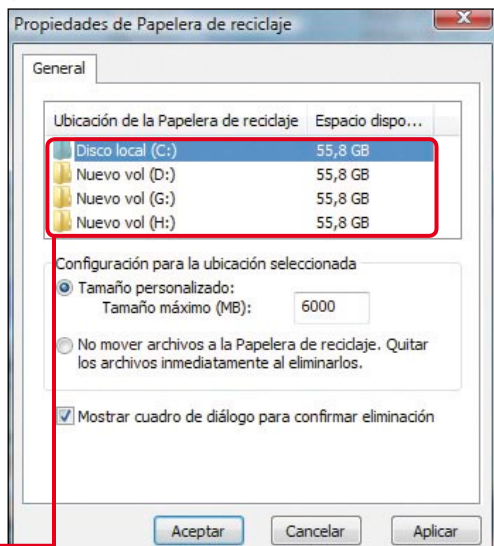 Propiedades de Papelera de reciclaje
General
Ubicación de la Papelera de reciclaje Espacio dispo...
Disco local (C:) 55,8 GB
Nuevo vol (D:) 55,8 GB
Nuevo vol (G:) 55,8 GB
Nuevo vol (H:) 55,8 GB
Configuración para la ubicación seleccionada
Tamaño personalizado:
Tamaño máximo (MB): 6000
No mover archivos a la Papelera de reciclaje. Quitar
los archivos inmediatamente al eliminarlos.
Mostrar cuadro de diálogo para confirmar eliminación
Aceptar Cancelar Aplicar